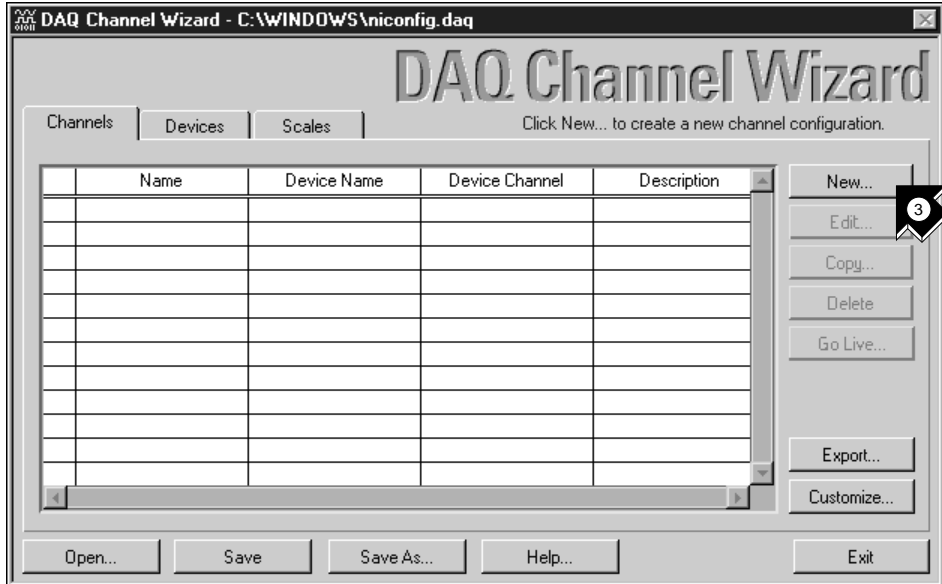 DAQ Channel Wizard - C:\WINDOWS\niconfig.daq
DAQ Channel Wizard
Channels
Devices
Scales
Click New... to create a new channel configuration.
Name
Device Name
Device Channel
Description
New...
3
Edit...
Copy...
Delete
Go Live...
Export...
Customize...
Open...
Save
Save As...
Help...
Exit